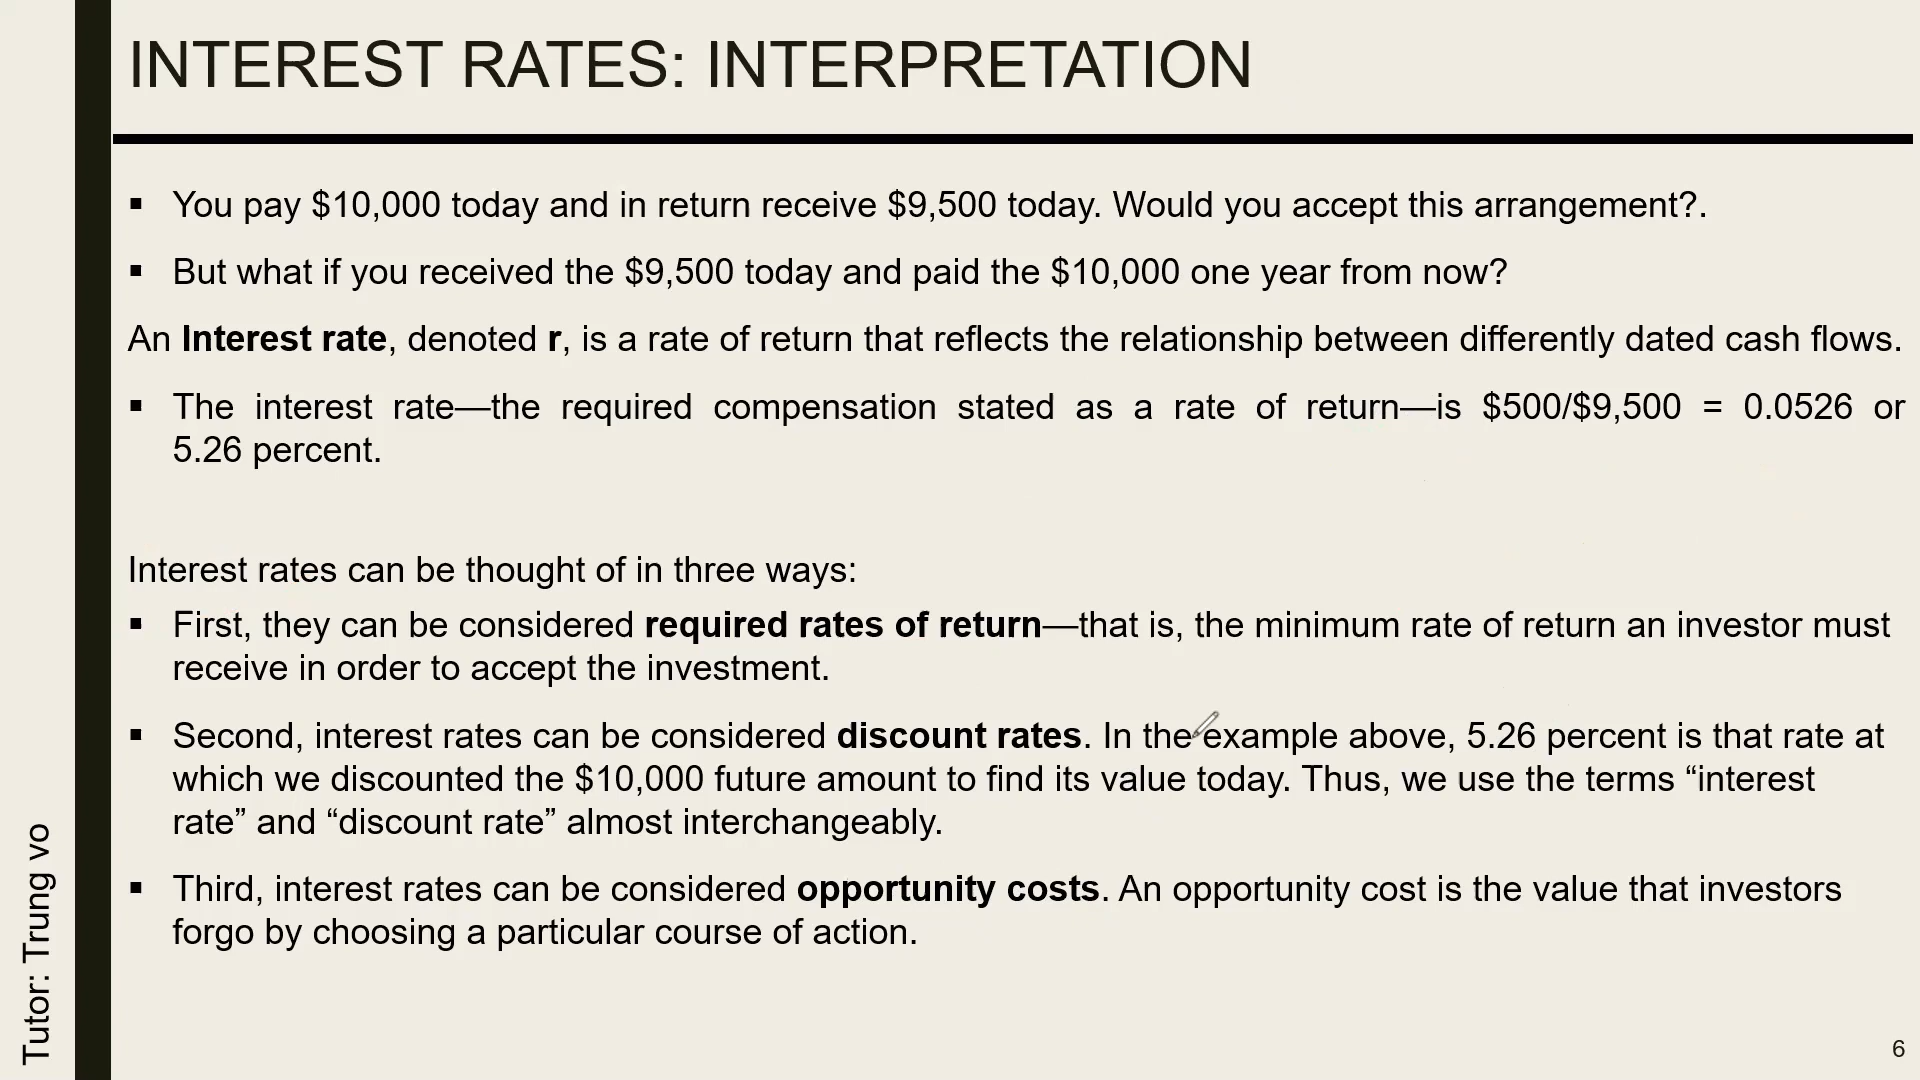 INTEREST RATES: INTERPRETATION
▪ You pay $10,000 today and in return receive $9,500 today. Would you accept this arrangement?.
▪ But what if you received the $9,500 today and paid the $10,000 one year from now?
An Interest rate, denoted r, is a rate of return that reflects the relationship between differently dated cash flows.
▪ The interest rate—the required compensation stated as a rate of return—is $500/$9,500 = 0.0526 or
5.26 percent.
Interest rates can be thought of in three ways:
▪ First, they can be considered required rates of return—that is, the minimum rate of return an investor must
receive in order to accept the investment.
▪ Second, interest rates can be considered discount rates. In the example above, 5.26 percent is that rate at
which we discounted the $10,000 future amount to find its value today. Thus, we use the terms “interest
rate” and “discount rate” almost interchangeably.
▪ Third, interest rates can be considered opportunity costs. An opportunity cost is the value that investors
forgo by choosing a particular course of action.
Tutor: Trung vo
6